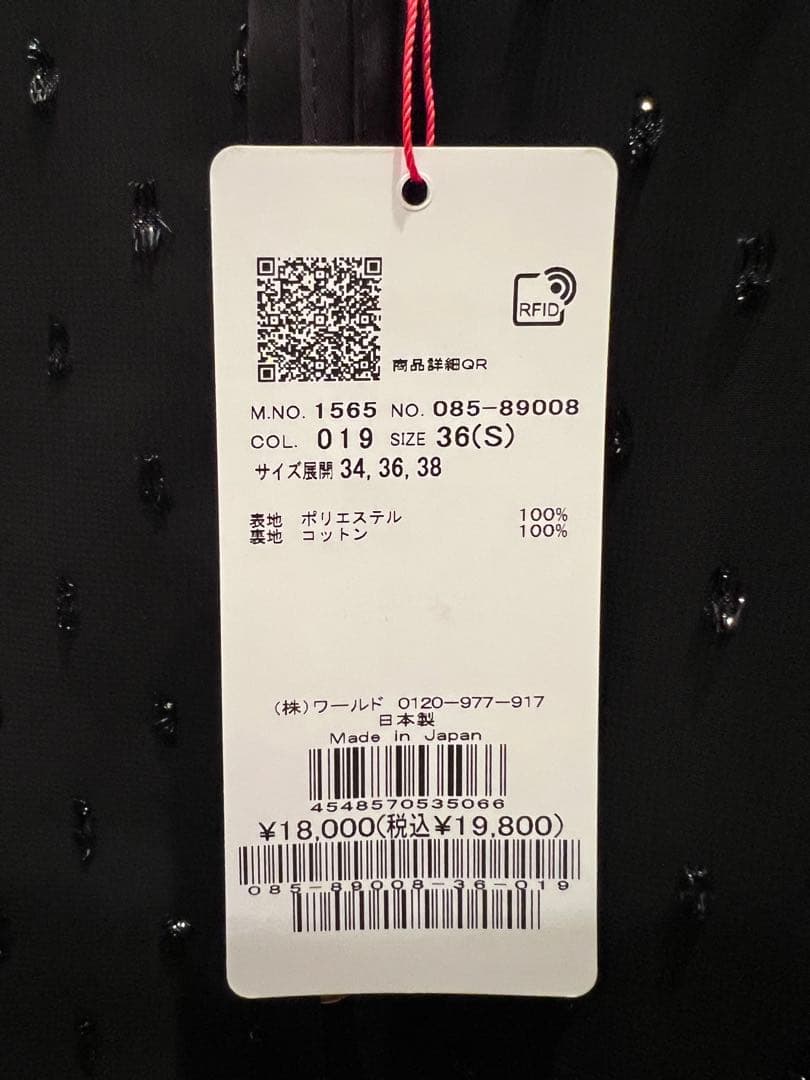 RFID
商品詳細QR
M.NO. 1565 NO. 085-89008
COL. 019 SIZE 36(S)
サイズ展開 34, 36, 38
表地 ポリエステル 100%
裏地 コットン 100%
(株)ワールド 0120-977-917
日本製
Made in Japan
4548570535066
¥18,000(税込¥19,800)
085-89008-36-019